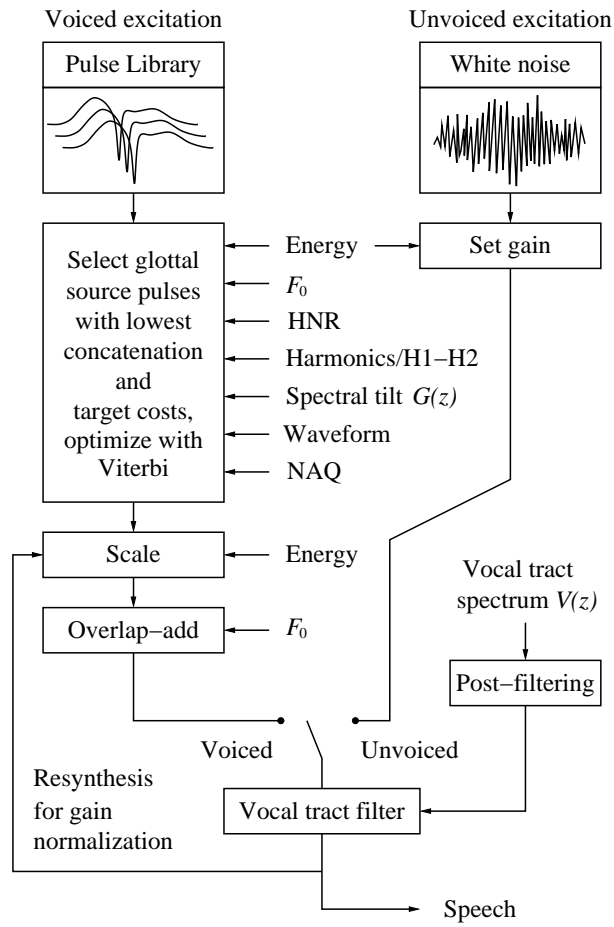 Voiced excitation
Unvoiced excitation
Pulse Library
White noise
Select glottal
source pulses
with lowest
concatenation
and
target costs,
optimize with
Viterbi
Energy
F0
HNR
Harmonics/H1−H2
Spectral tilt G(z)
Waveform
NAQ
Set gain
Scale
Energy
Overlap−add
F0
Vocal tract
spectrum V(z)
Post−filtering
Voiced
Unvoiced
Resynthesis
for gain
normalization
Vocal tract filter
Speech